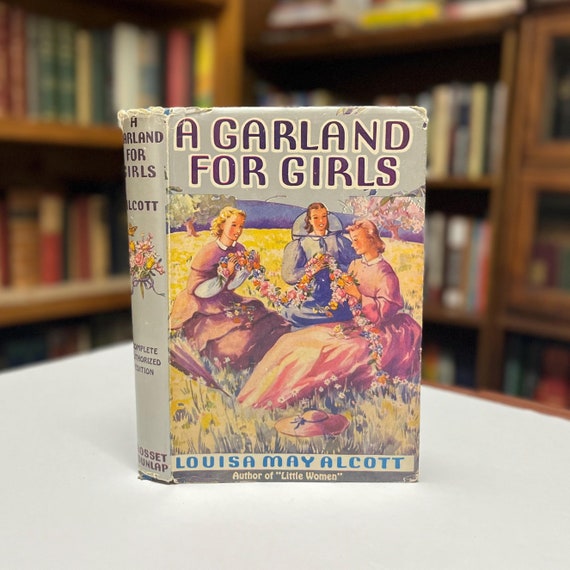 A
GARLAND
FOR
GIRLS
ALCOTT
COMPLETE
AUTHORIZED
EDITION
GROSSET
DUNLAP
A GARLAND
FOR GIRLS
LOUISA MAY ALCOTT
Author of "Little Women"